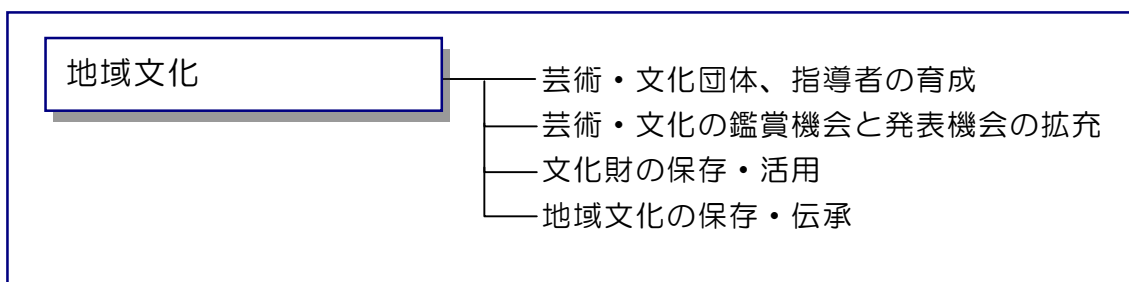 地域文化
芸術・文化団体、指導者の育成
芸術・文化の鑑賞機会と発表機会の拡充
文化財の保存・活用
地域文化の保存・伝承